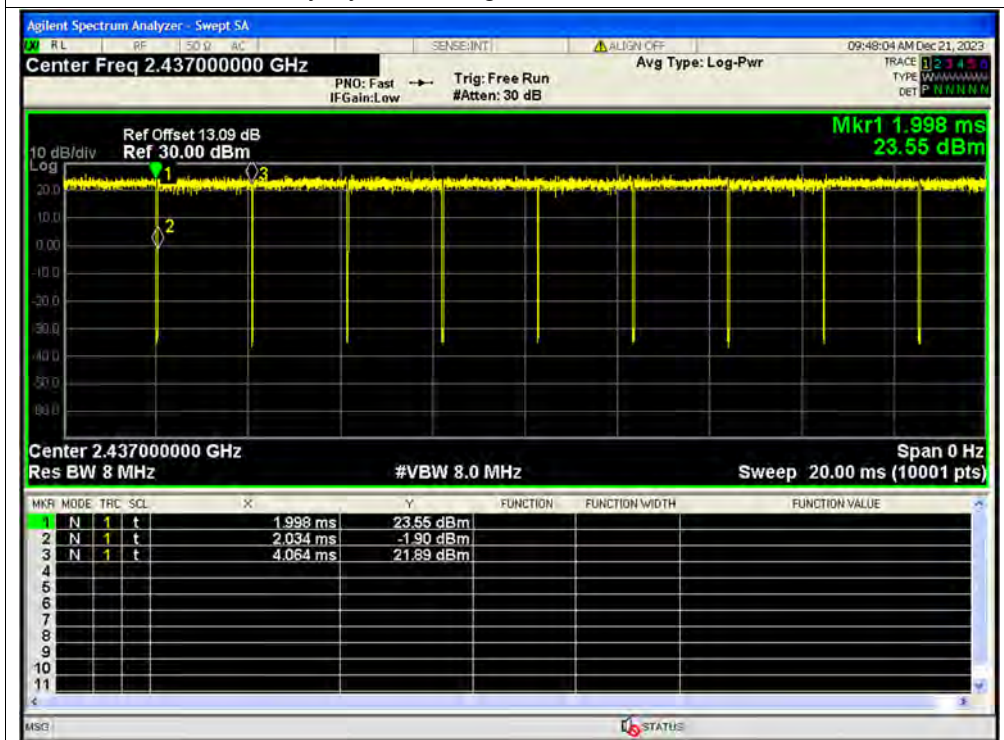 Agilent Spectrum Analyzer - Swept SA
RL RF 50 Ω AC SENSE:INT ALIGN OFF 09:48:04 AM Dec 21, 2023
Center Freq 2.437000000 GHz Avg Type: Log-Pwr TRACE 1 2 3 4 5 6
PNO: Fast Trig: Free Run TYPE W
IFGain:Low #Atten: 30 dB DET P N N N N N
Mkr1 1.998 ms
Ref Offset 13.09 dB
10 dB/div Ref 30.00 dBm 23.55 dBm
Log
1 3
20.0
10.0
2
0.00
-10.0
-20.0
-30.0
-40.0
-50.0
-60.0
Center 2.437000000 GHz Span 0 Hz
Res BW 8 MHz #VBW 8.0 MHz Sweep 20.00 ms (10001 pts)
MKR MODE TRC SCL X Y FUNCTION FUNCTION WIDTH FUNCTION VALUE
1 N 1 t 1.998 ms 23.55 dBm
2 N 1 t 2.034 ms -1.90 dBm
3 N 1 t 4.064 ms 21.89 dBm
4
5
6
7
8
9
10
11
MSG STATUS